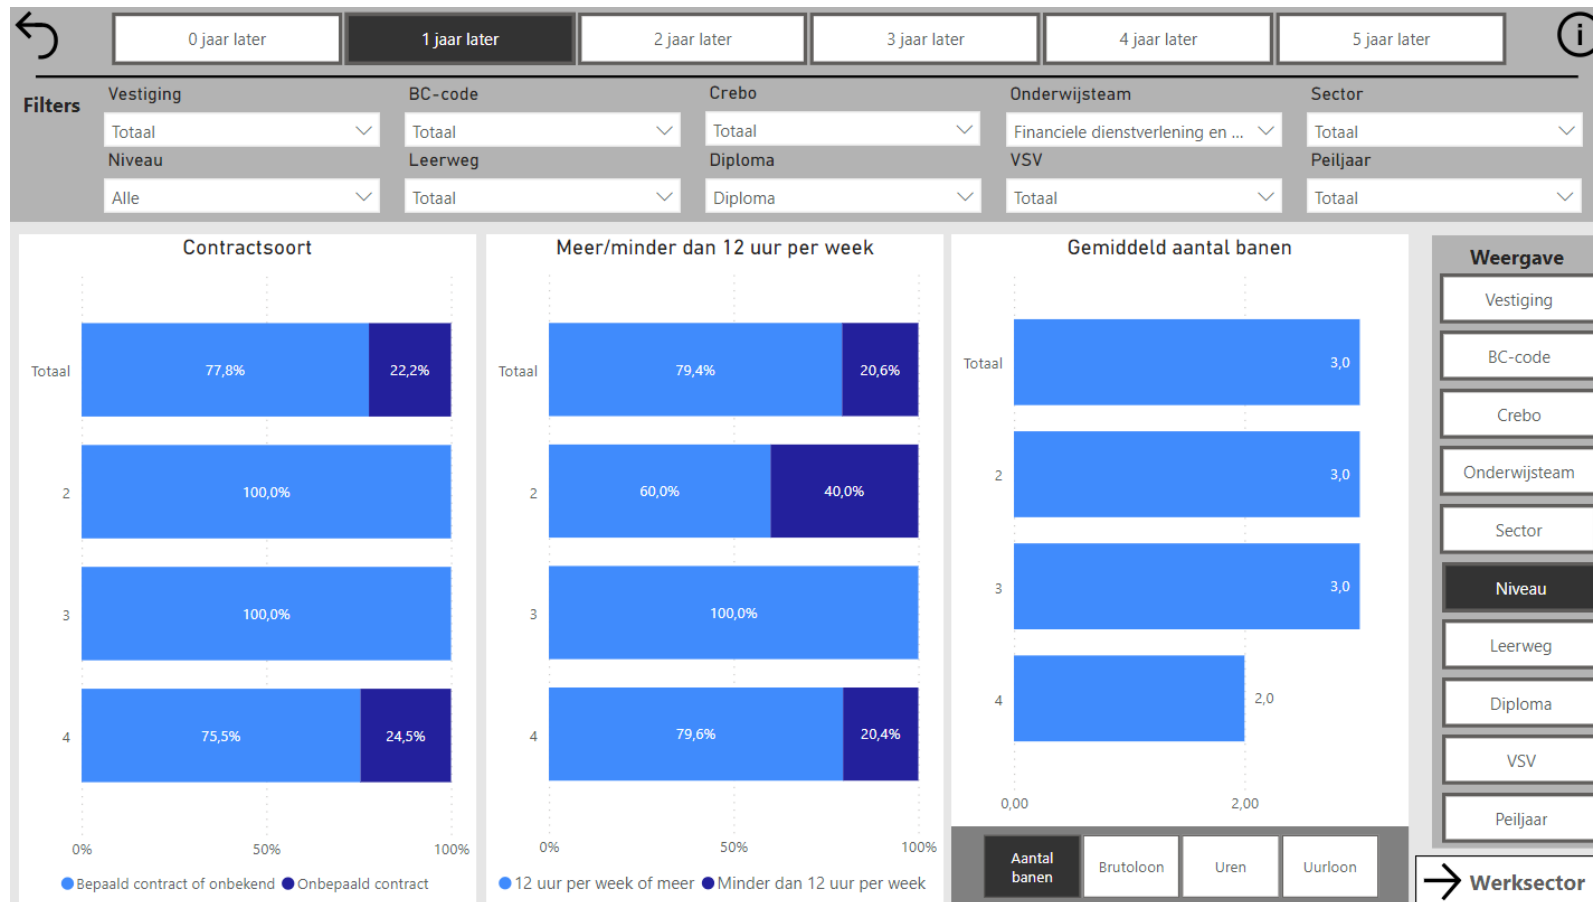 0 jaar later
1 jaar later
2 jaar later
3 jaar later
4 jaar later
5 jaar later
i
Filters
Vestiging
BC-code
Crebo
Onderwijsteam
Sector
Totaal
Totaal
Totaal
Financiele dienstverlening en ...
Totaal
Niveau
Leerweg
Diploma
VSV
Peiljaar
Alle
Totaal
Diploma
Totaal
Totaal
Contractsoort
Totaal
77,8%
22,2%
2
100,0%
3
100,0%
4
75,5%
24,5%
0%
50%
100%
Bepaald contract of onbekend
Onbepaald contract
Meer/minder dan 12 uur per week
Totaal
79,4%
20,6%
2
60,0%
40,0%
3
100,0%
4
79,6%
20,4%
0%
50%
100%
12 uur per week of meer
Minder dan 12 uur per week
Gemiddeld aantal banen
Totaal
3,0
2
3,0
3
3,0
4
2,0
0,00
2,00
Aantal
banen
Brutoloon
Uren
Uurloon
Weergave
Vestiging
BC-code
Crebo
Onderwijsteam
Sector
Niveau
Leerweg
Diploma
VSV
Peiljaar
Werksector